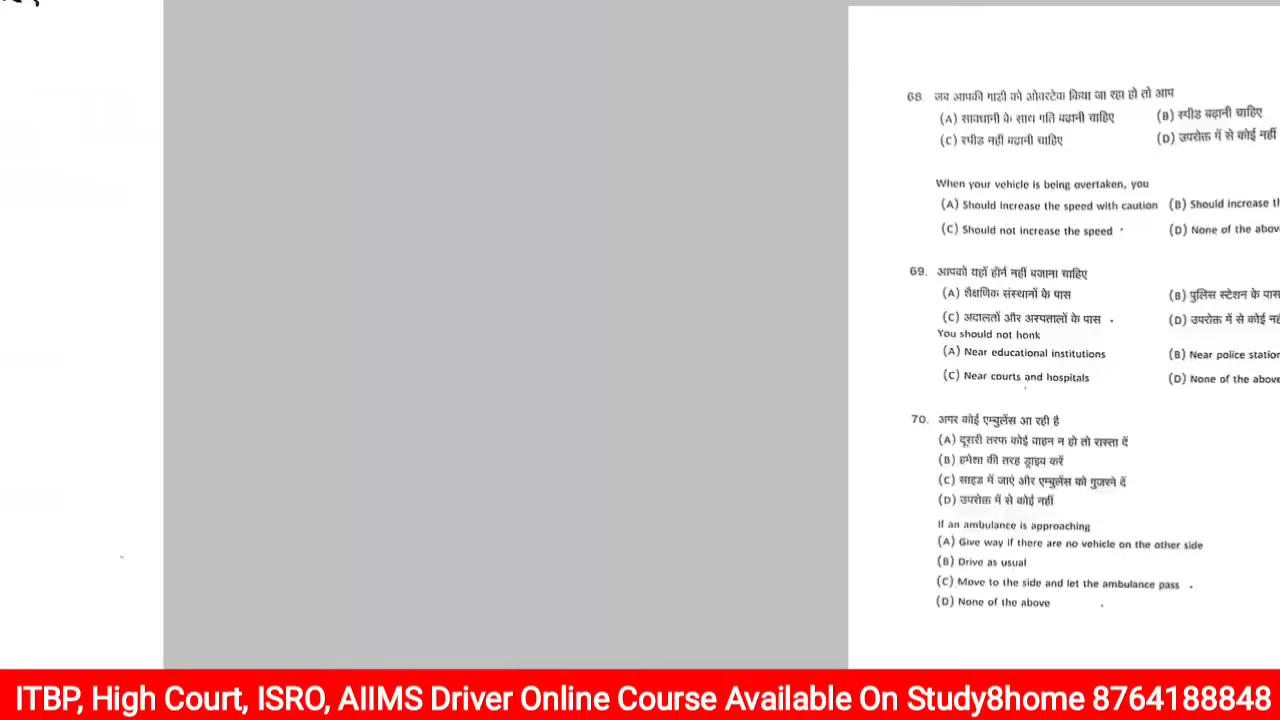 68. जब आपकी गाड़ी को ओवरटेक किया जा रहा हो तो आप
(A) सावधानी के साथ गति बढ़ानी चाहिए (B) स्पीड बढ़ानी चाहिए
(C) स्पीड नहीं बढ़ानी चाहिए (D) उपरोक्त में से कोई नहीं
When your vehicle is being overtaken, you
(A) Should increase the speed with caution (B) Should increase
(C) Should not increase the speed (D) None of the
69. आपको यहाँ हॉर्न नहीं बजाना चाहिए
(A) शैक्षणिक संस्थानों के पास (B) पुलिस स्टेशन के पास
(C) अदालतों और अस्पतालों के पास (D) उपरोक्त में से कोई
You should not honk
(A) Near educational institutions (B) Near police
(C) Near courts and hospitals (D) None of the
70. अगर कोई एम्बुलेंस आ रही है
(A) दूसरी तरफ कोई वाहन न हो तो रास्ता दें
(B) हमेशा की तरह ड्राइव करें
(C) साइड में जाएं और एम्बुलेंस को गुजरने दें
(D) उपरोक्त में से कोई नहीं
If an ambulance is approaching
(A) Give way if there are no vehicle on the other side
(B) Drive as usual
(C) Move to the side and let the ambulance pass
(D) None of the above
ITBP, High Court, ISRO, AIIMS Driver Online Course Available On Study8home 8764188848